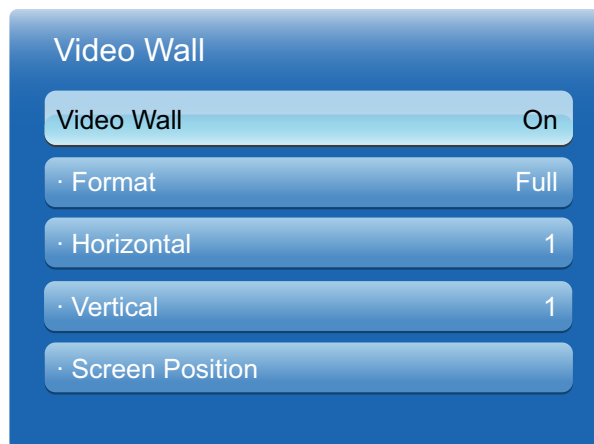 Video Wall
Video Wall On
· Format Full
· Horizontal 1
· Vertical 1
· Screen Position